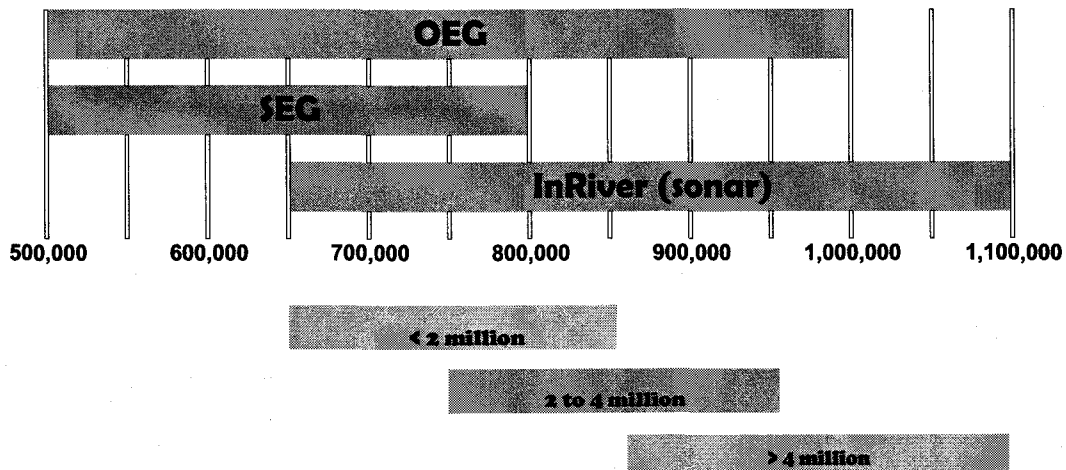 OEG
SEG
InRiver (sonar)
500,000 600,000 700,000 800,000 900,000 1,000,000 1,100,000
< 2 million
2 to 4 million
> 4 million